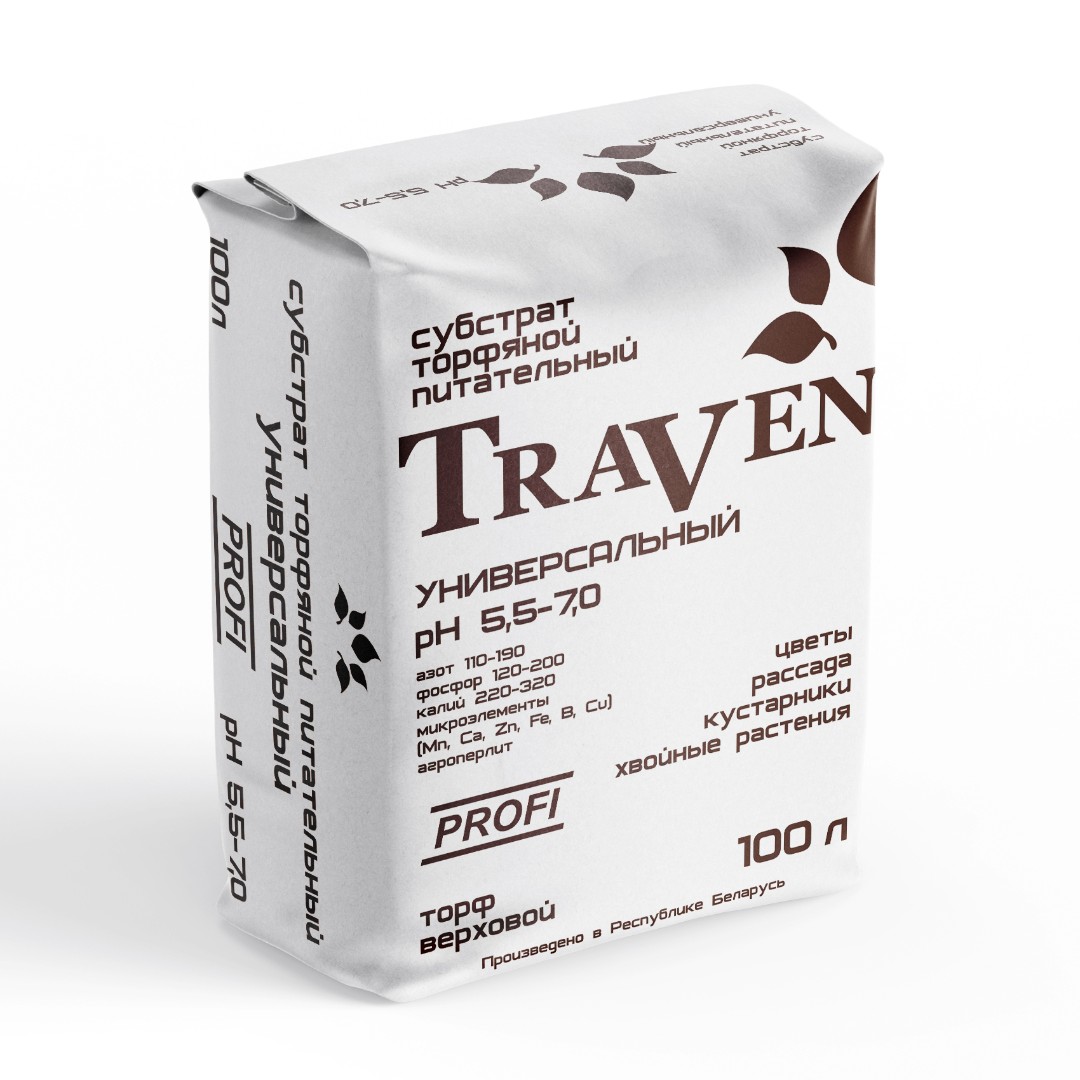 субстрат
торфяной
питательный
универсальный
pH 5,5-7,0
субстрат
торфяной
питательный
TRAVEN
УНИВЕРСАЛЬНЫЙ
pH 5,5-7,0
азот 110-190
фосфор 120-200
калий 220-320
микроэлементы
(Mn, Ca, Zn, Fe, B, Cu)
агроперлит
цветы
рассада
кустарники
хвойные растения
PROFI
100 л
торф
верховой
Произведено в Республике Беларусь
субстрат торфяной питательный
универсальный
100л
PROFI
pH 5,5-7,0